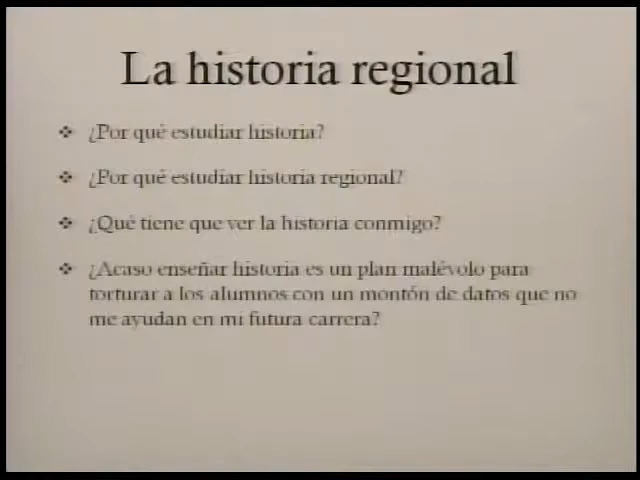 La historia regional
❖ ¿Por qué estudiar historia?
❖ ¿Por qué estudiar historia regional?
❖ ¿Qué tiene que ver la historia conmigo?
❖ ¿Acaso enseñar historia es un plan malévolo para
torturar a los alumnos con un montón de datos que no
me ayudan en mi futura carrera?